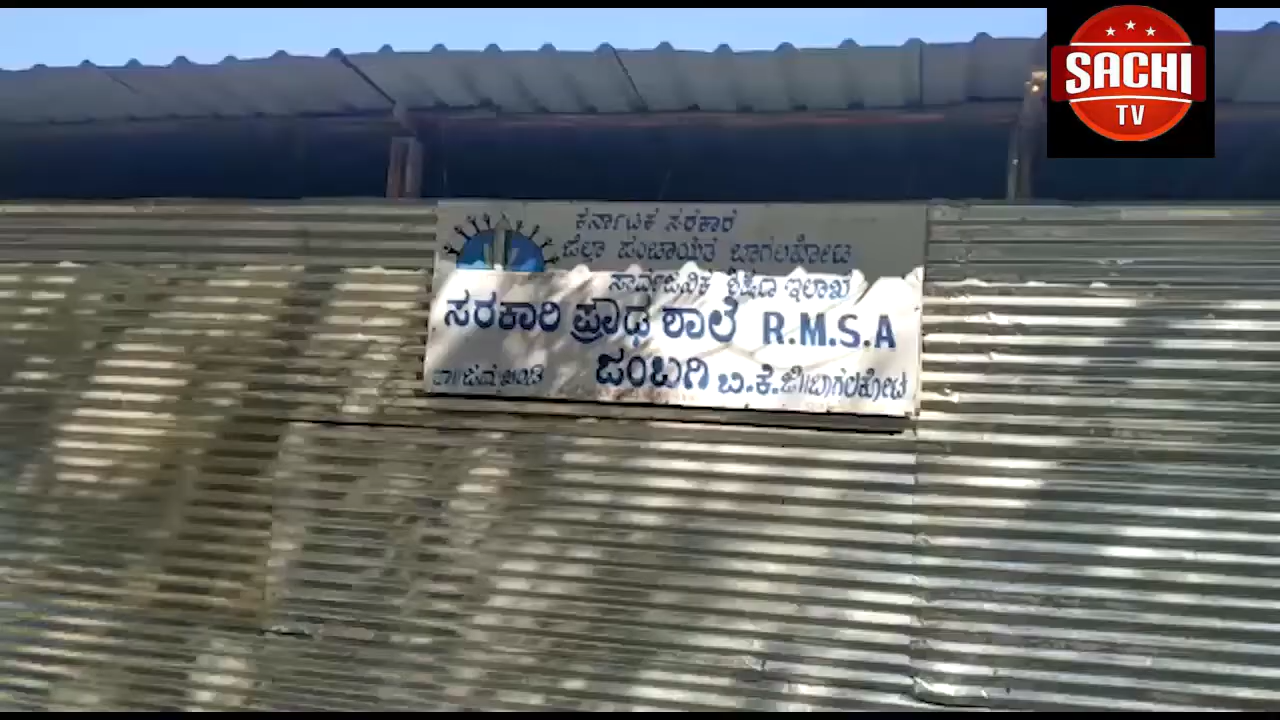 SACHI
TV
ಕರ್ನಾಟಕ ಸರಕಾರ
ಜಿಲ್ಲಾ ಪಂಚಾಯತ ಬಾಗಲಕೋಟ
ಸಾರ್ವಜನಿಕ ಶಿಕ್ಷಣ ಇಲಾಖೆ
ಸರಕಾರಿ ಪ್ರೌಢ ಶಾಲೆ R.M.S.A
ಜಂಬಗಿ ಬಿ.ಕೆ. ಜಿ||ಬಾಗಲಕೋಟ